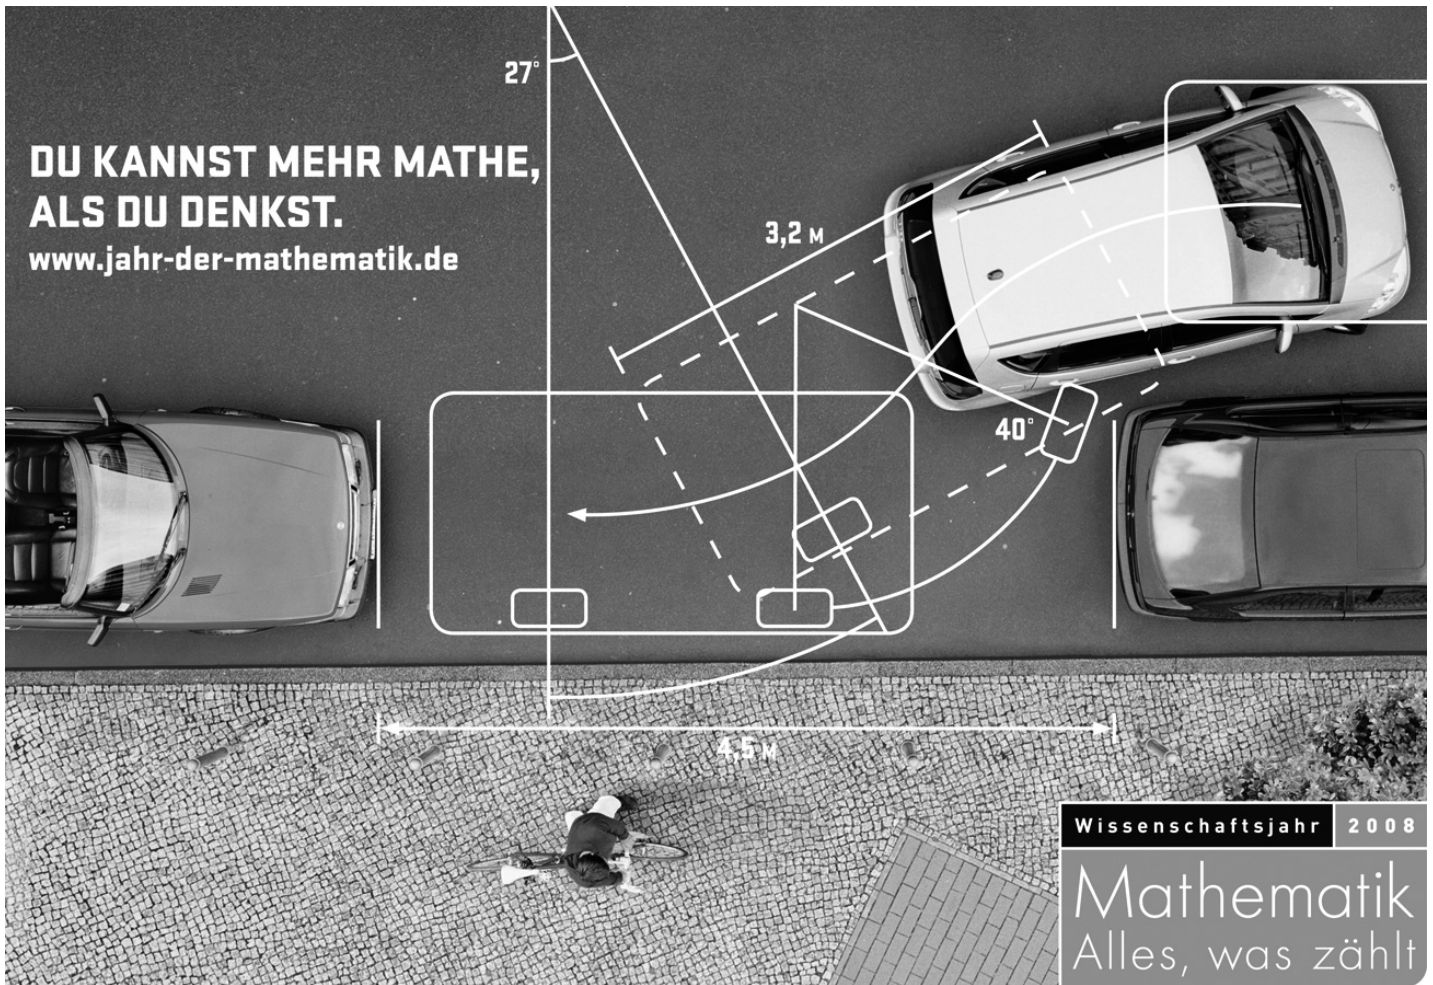 27°
DU KANNST MEHR MATHE,
ALS DU DENKST.
www.jahr-der-mathematik.de
3,2 M
40°
4,5 M
Wissenschaftsjahr 2008
Mathematik
Alles, was zählt